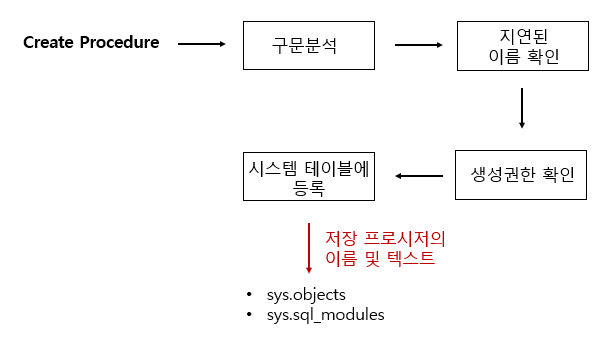 Create Procedure
구문분석
지연된
이름 확인
생성권한 확인
시스템 테이블에
등록
저장 프로시저의
이름 및 텍스트
• sys.objects
• sys.sql_modules